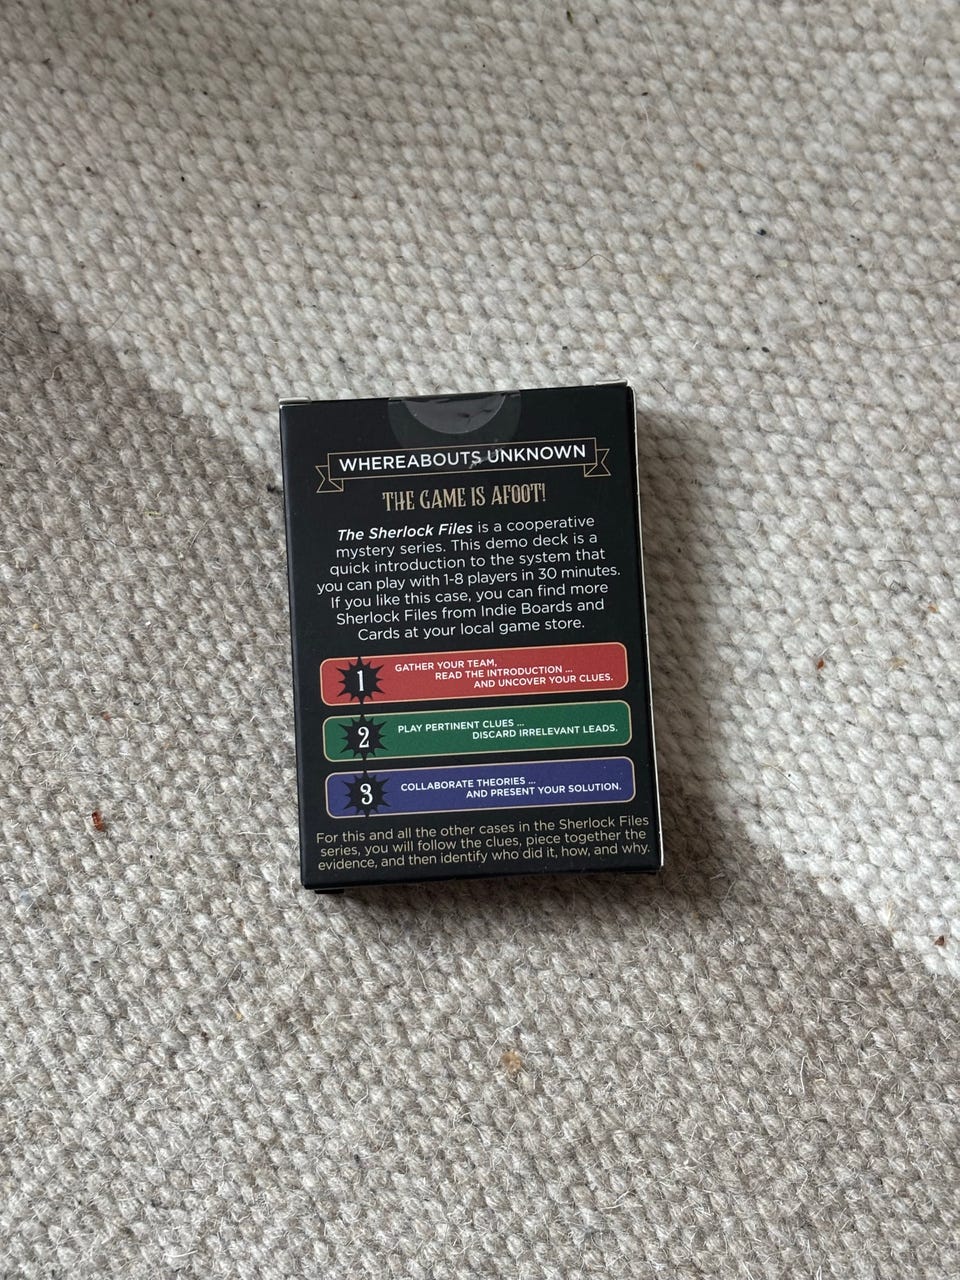 WHEREABOUTS UNKNOWN
THE GAME IS AFOOT!
The Sherlock Files is a cooperative
mystery series. This demo deck is a
quick introduction to the system that
you can play with 1-8 players in 30 minutes.
If you like this case, you can find more
Sherlock Files from Indie Boards and
Cards at your local game store.
1
GATHER YOUR TEAM,
READ THE INTRODUCTION ...
AND UNCOVER YOUR CLUES.
2
PLAY PERTINENT CLUES ...
DISCARD IRRELEVANT LEADS.
3
COLLABORATE THEORIES ...
AND PRESENT YOUR SOLUTION.
For this and all the other cases in the Sherlock Files
series, you will follow the clues, piece together the
evidence, and then identify who did it, how, and why.